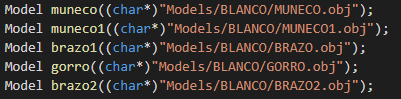 Model muneco((char*)"Models/BLANCO/MUNECO.obj");
Model muneco1((char*)"Models/BLANCO/MUNECO1.obj");
Model brazo1((char*)"Models/BLANCO/BRAZO.obj");
Model gorro((char*)"Models/BLANCO/GORRO.obj");
Model brazo2((char*)"Models/BLANCO/BRAZO2.obj");